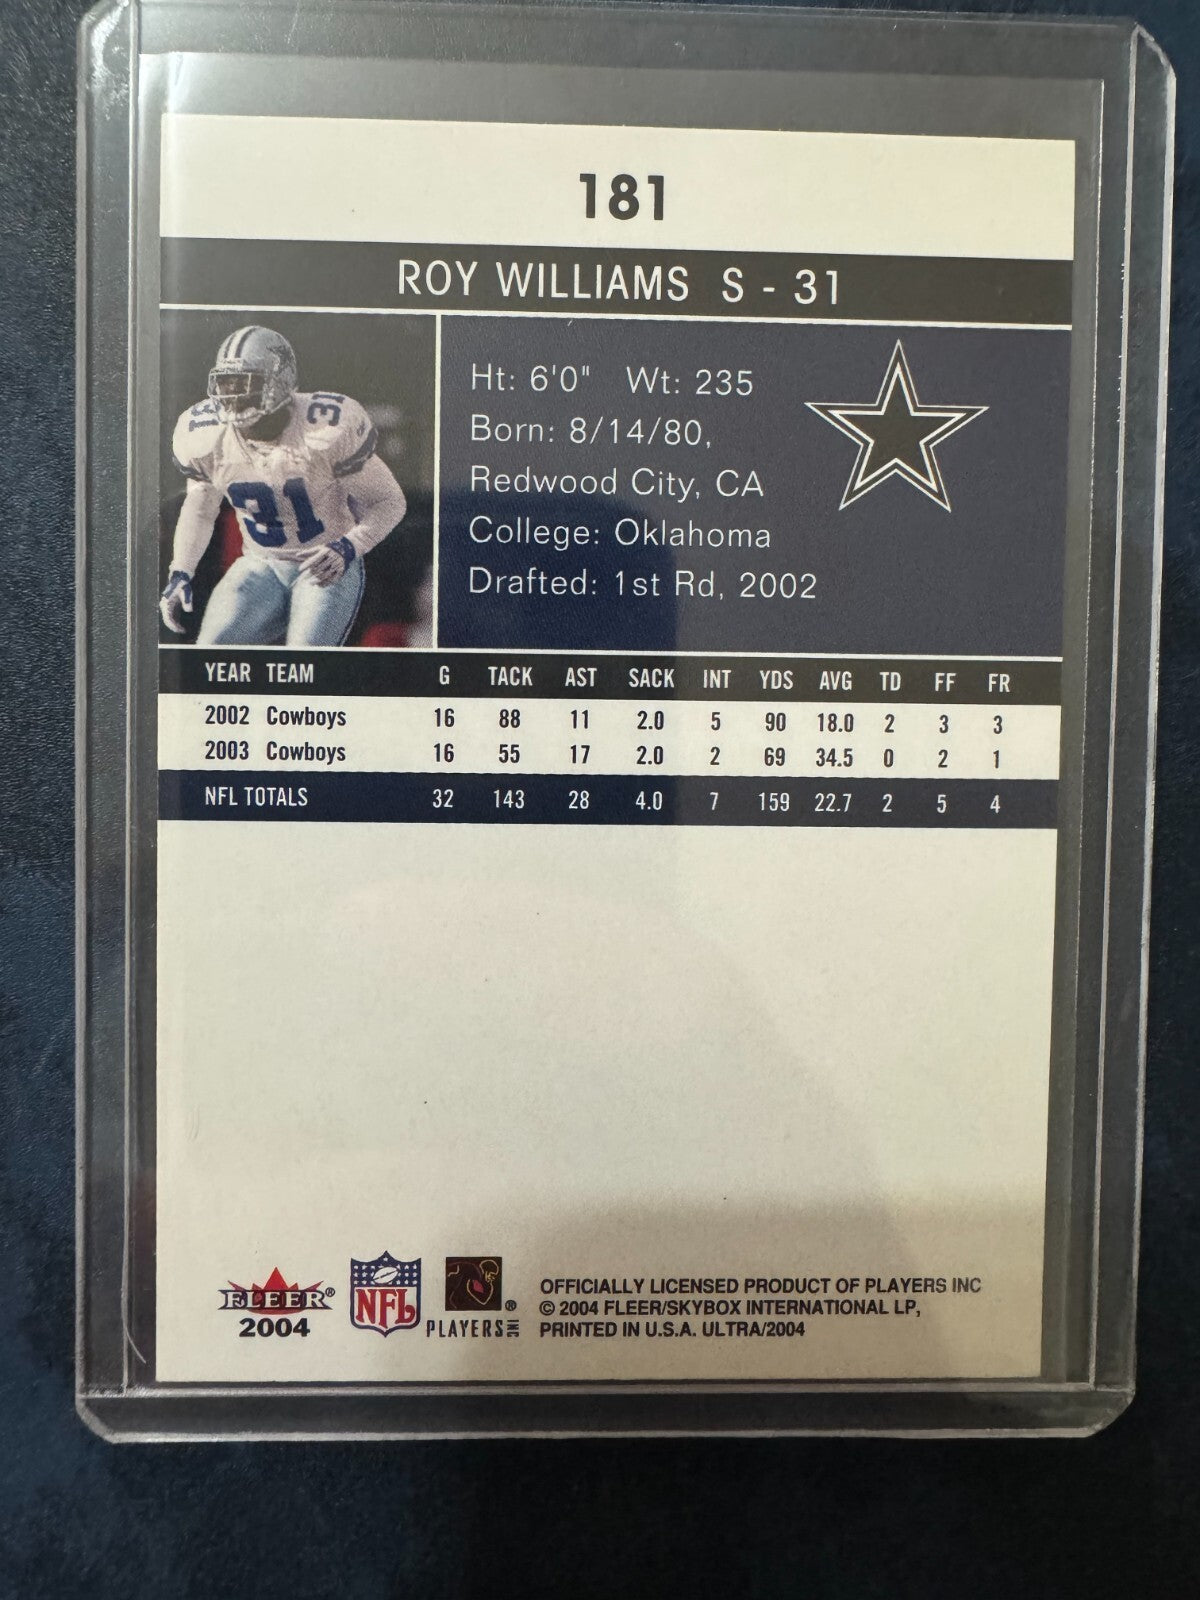 181
ROY WILLIAMS S - 31
31
31
Ht: 6'0" Wt: 235
Born: 8/14/80,
Redwood City, CA
College: Oklahoma
Drafted: 1st Rd, 2002
YEAR TEAM G TACK AST SACK INT YDS AVG TD FF FR
2002 Cowboys 16 88 11 2.0 5 90 18.0 2 3 3
2003 Cowboys 16 55 17 2.0 2 69 34.5 0 2 1
NFL TOTALS 32 143 28 4.0 7 159 22.7 2 5 4
FLEER®
2004
NFL
®
PLAYERS INC
OFFICIALLY LICENSED PRODUCT OF PLAYERS INC
© 2004 FLEER/SKYBOX INTERNATIONAL LP,
PRINTED IN U.S.A. ULTRA/2004